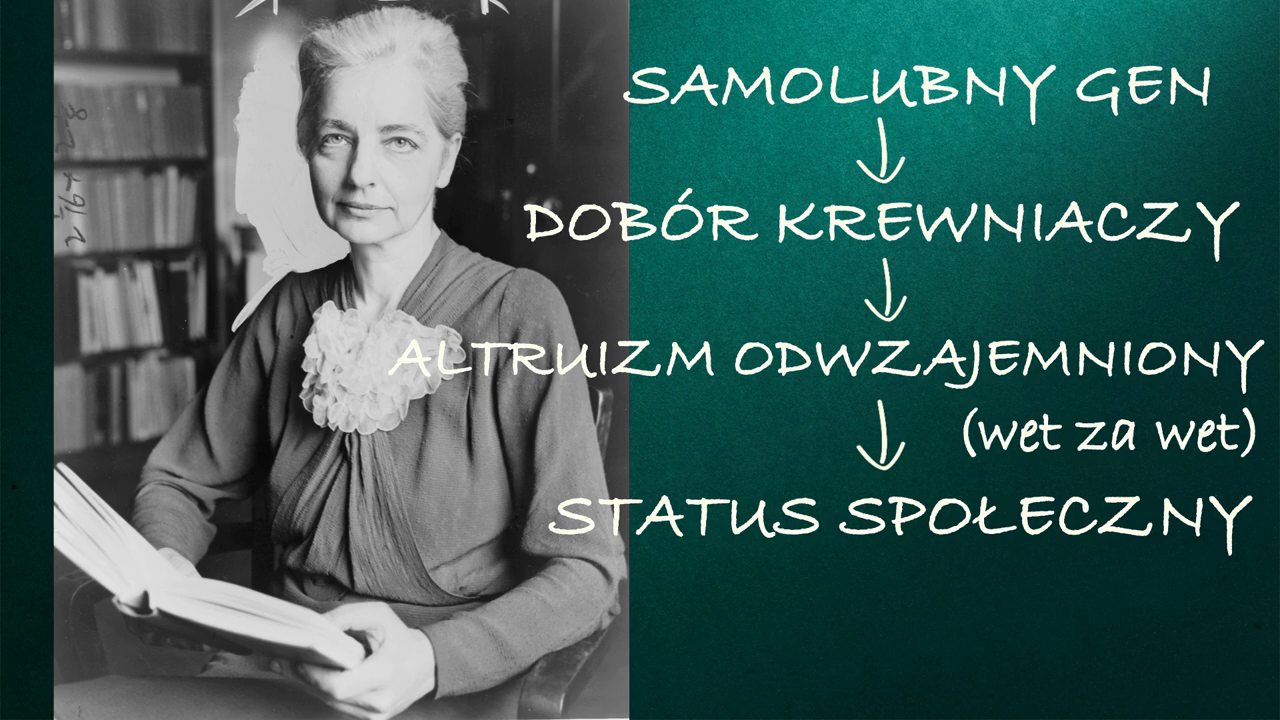 SAMOLUBNY GEN
DOBÓR KREWNIACZY
ALTRUIZM ODWZAJEMNIONY
(wet za wet)
STATUS SPOŁECZNY